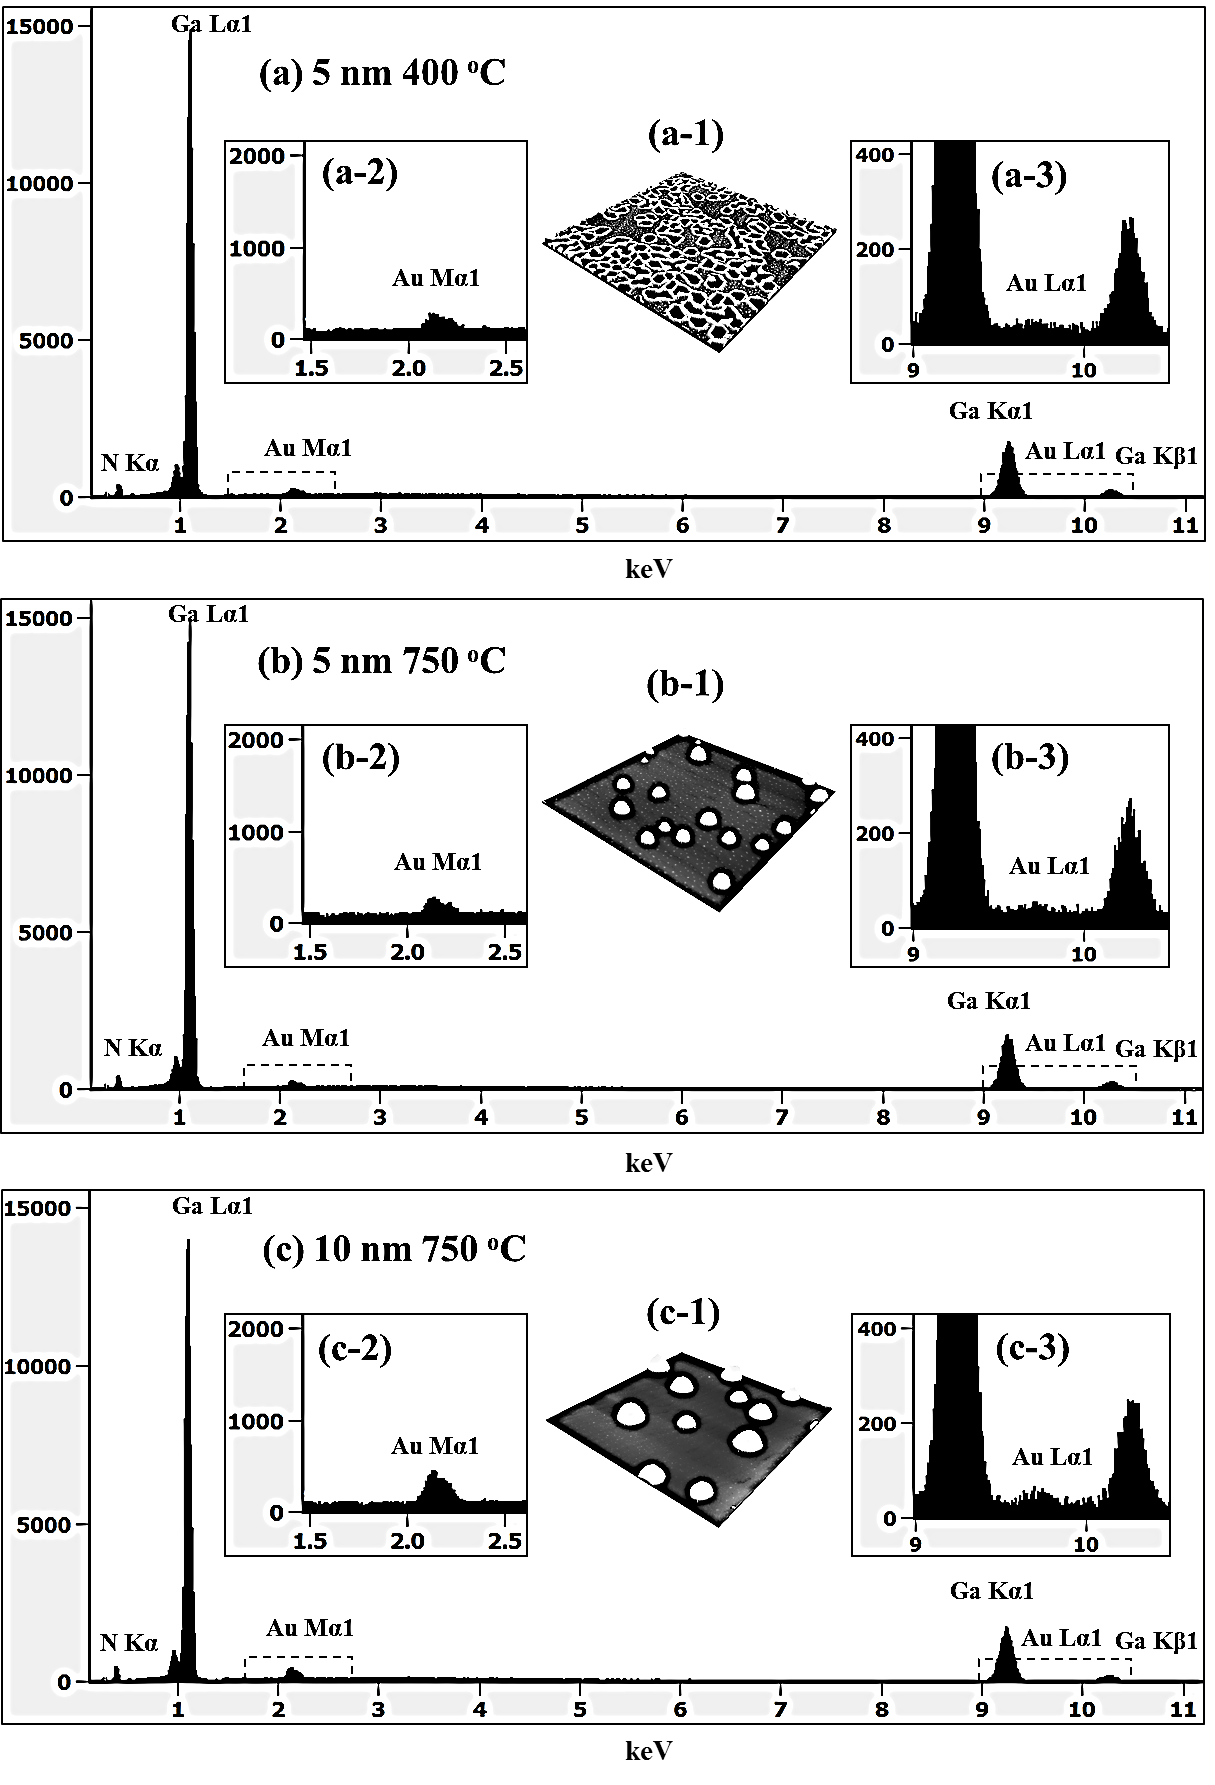 15000
Ga Lα1
(a) 5 nm 400 °C
(a-1)
2000
(a-2)
400
(a-3)
10000
1000
200
Au Mα1
Au Lα1
5000
0
0
1.5 2.0 2.5
9 10
Ga Kα1
N Kα
Au Mα1
Au Lα1
Ga Kβ1
0
1 2 3 4 5 6 7 8 9 10 11
keV
15000
Ga Lα1
(b) 5 nm 750 °C
(b-1)
2000
(b-2)
400
(b-3)
10000
1000
200
Au Mα1
Au Lα1
5000
0
0
1.5 2.0 2.5
9 10
Ga Kα1
N Kα
Au Mα1
Au Lα1
Ga Kβ1
0
1 2 3 4 5 6 7 8 9 10 11
keV
15000
Ga Lα1
(c) 10 nm 750 °C
(c-1)
2000
(c-2)
400
(c-3)
10000
1000
200
Au Mα1
Au Lα1
5000
0
0
1.5 2.0 2.5
9 10
Ga Kα1
N Kα
Au Mα1
Au Lα1
Ga Kβ1
0
1 2 3 4 5 6 7 8 9 10 11
keV